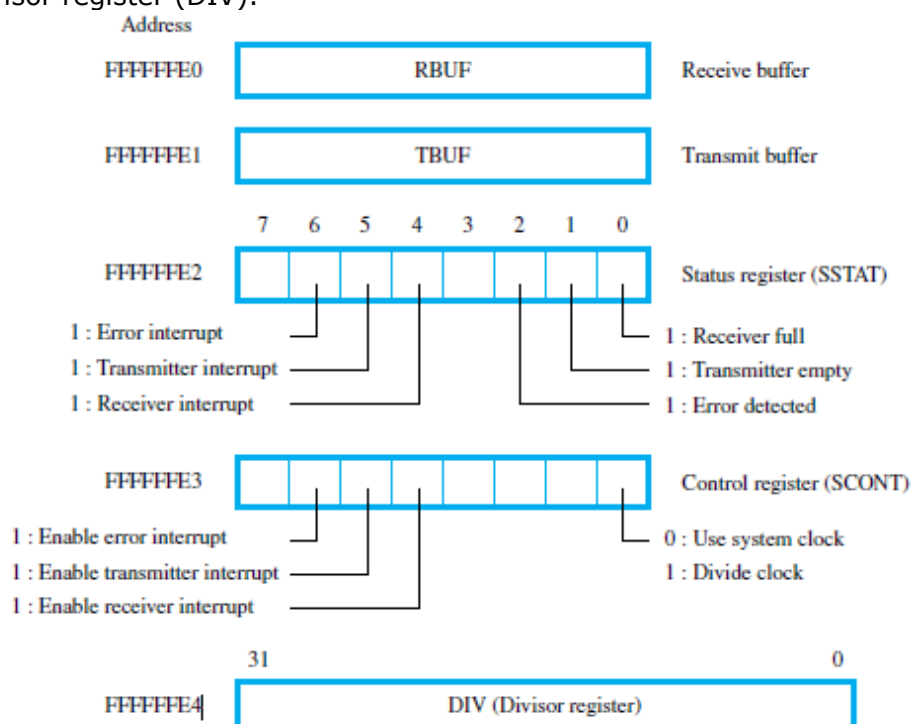 isor register (DIV).
Address
FFFFFFE0 RBUF Receive buffer
FFFFFFE1 TBUF Transmit buffer
7 6 5 4 3 2 1 0
FFFFFFE2 Status register (SSTAT)
1 : Error interrupt 1 : Receiver full
1 : Transmitter interrupt 1 : Transmitter empty
1 : Receiver interrupt 1 : Error detected
FFFFFFE3 Control register (SCONT)
1 : Enable error interrupt 0 : Use system clock
1 : Enable transmitter interrupt 1 : Divide clock
1 : Enable receiver interrupt
31 0
FFFFFFE4 DIV (Divisor register)